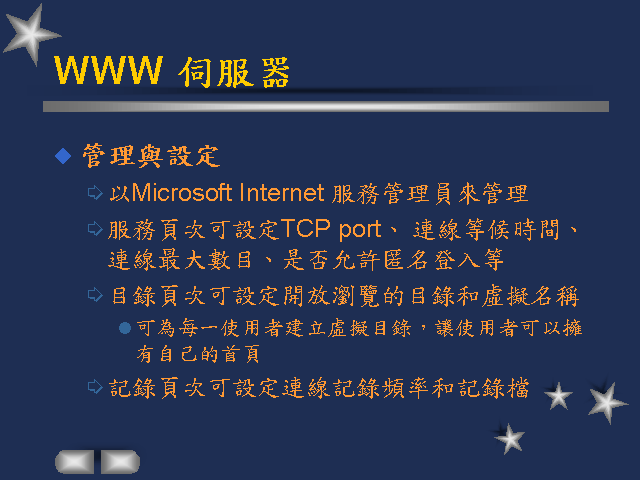 WWW 伺服器
管理與設定
以Microsoft Internet 服務管理員來管理
服務頁次可設定TCP port、 連線等候時間、
連線最大數目、是否允許匿名登入等
目錄頁次可設定開放瀏覽的目錄和虛擬名稱
可為每一使用者建立虛擬目錄，讓使用者可以擁
有自己的首頁
記錄頁次可設定連線記錄頻率和記錄檔